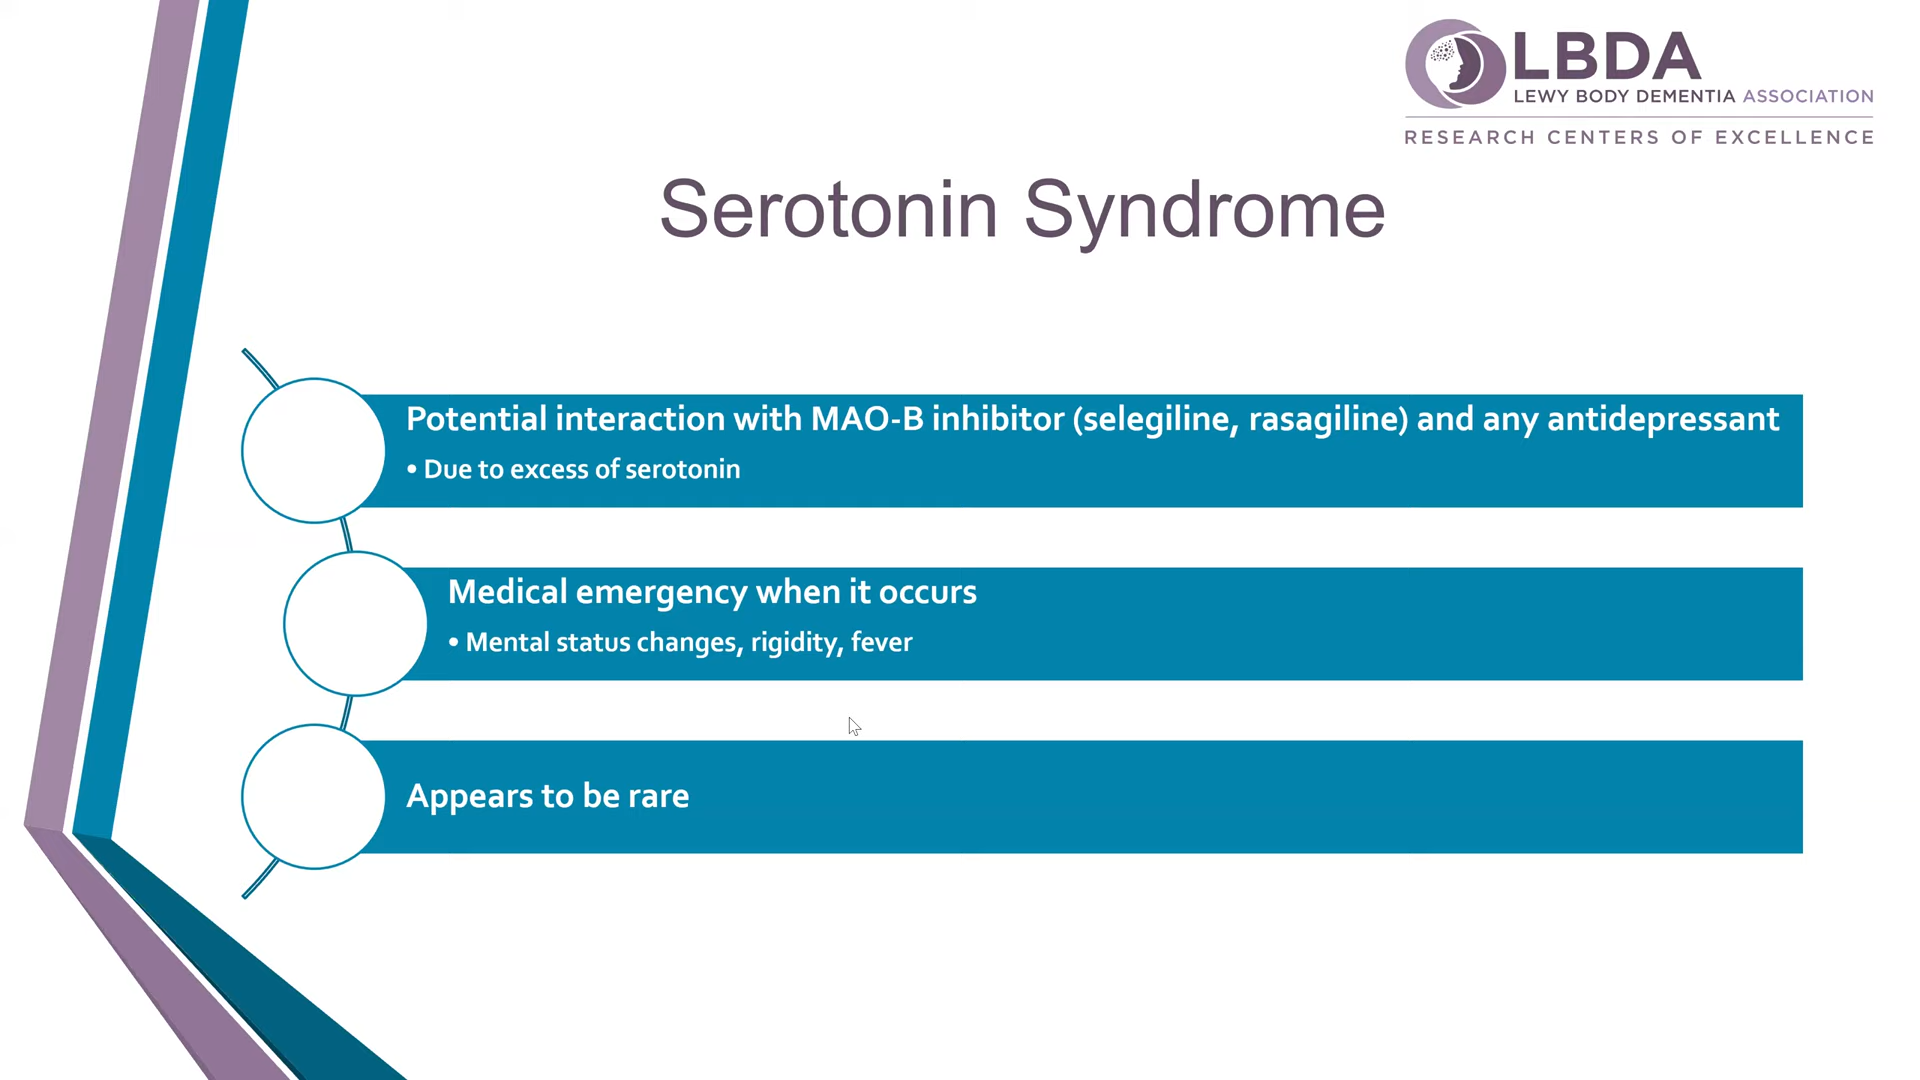 LBDA
LEWY BODY DEMENTIA ASSOCIATION
RESEARCH CENTERS OF EXCELLENCE
Serotonin Syndrome
Potential interaction with MAO-B inhibitor (selegiline, rasagiline) and any antidepressant
• Due to excess of serotonin
Medical emergency when it occurs
• Mental status changes, rigidity, fever
Appears to be rare